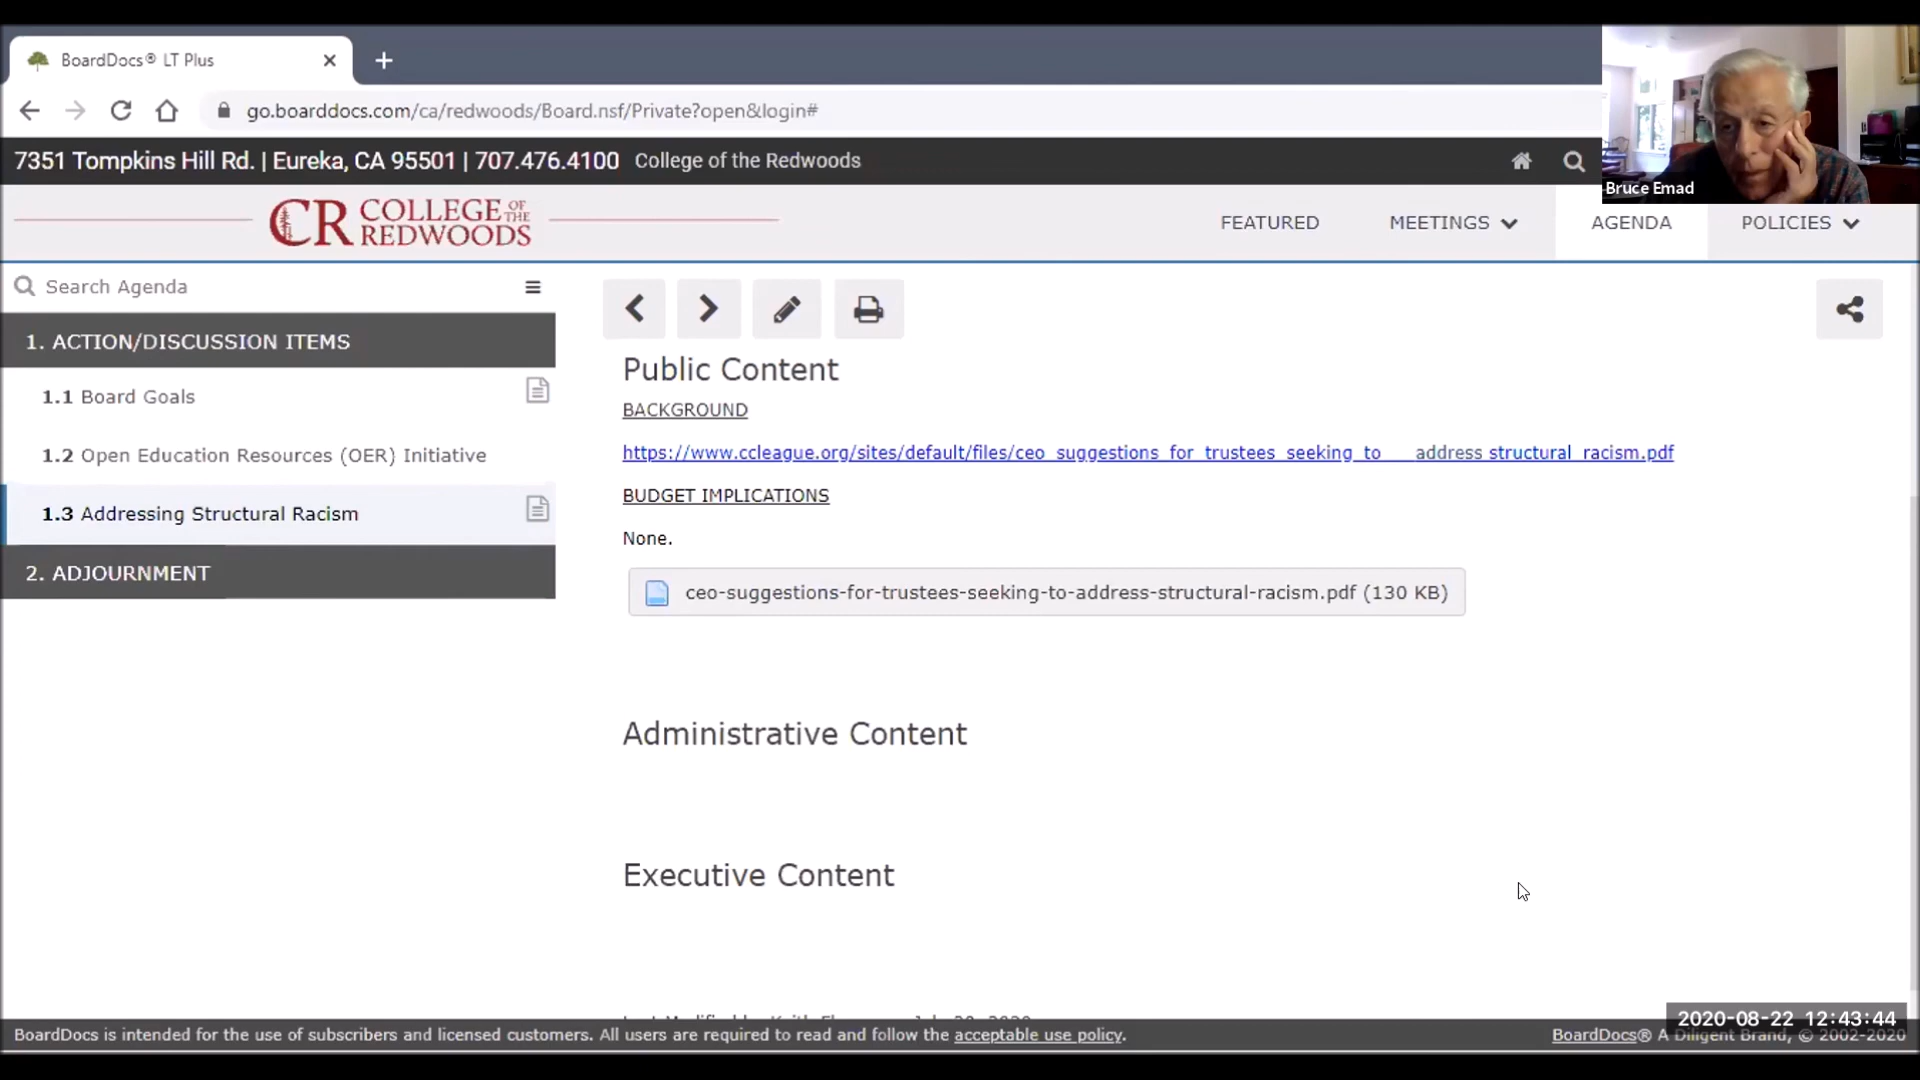 BoardDocs® LT Plus
go.boarddocs.com/ca/redwoods/Board.nsf/Private?open&login#
7351 Tompkins Hill Rd. | Eureka, CA 95501 | 707.476.4100 College of the Redwoods
Bruce Emad
CR COLLEGE OF THE REDWOODS
FEATURED MEETINGS AGENDA POLICIES
Search Agenda
1. ACTION/DISCUSSION ITEMS
1.1 Board Goals
1.2 Open Education Resources (OER) Initiative
1.3 Addressing Structural Racism
2. ADJOURNMENT
Public Content
BACKGROUND
https://www.ccleague.org/sites/default/files/ceo_suggestions_for_trustees_seeking_to___address structural_racism.pdf
BUDGET IMPLICATIONS
None.
ceo-suggestions-for-trustees-seeking-to-address-structural-racism.pdf (130 KB)
Administrative Content
Executive Content
2020-08-22 12:43:44
BoardDocs is intended for the use of subscribers and licensed customers. All users are required to read and follow the acceptable use policy.
BoardDocs® A Diligent Brand, © 2002-2020